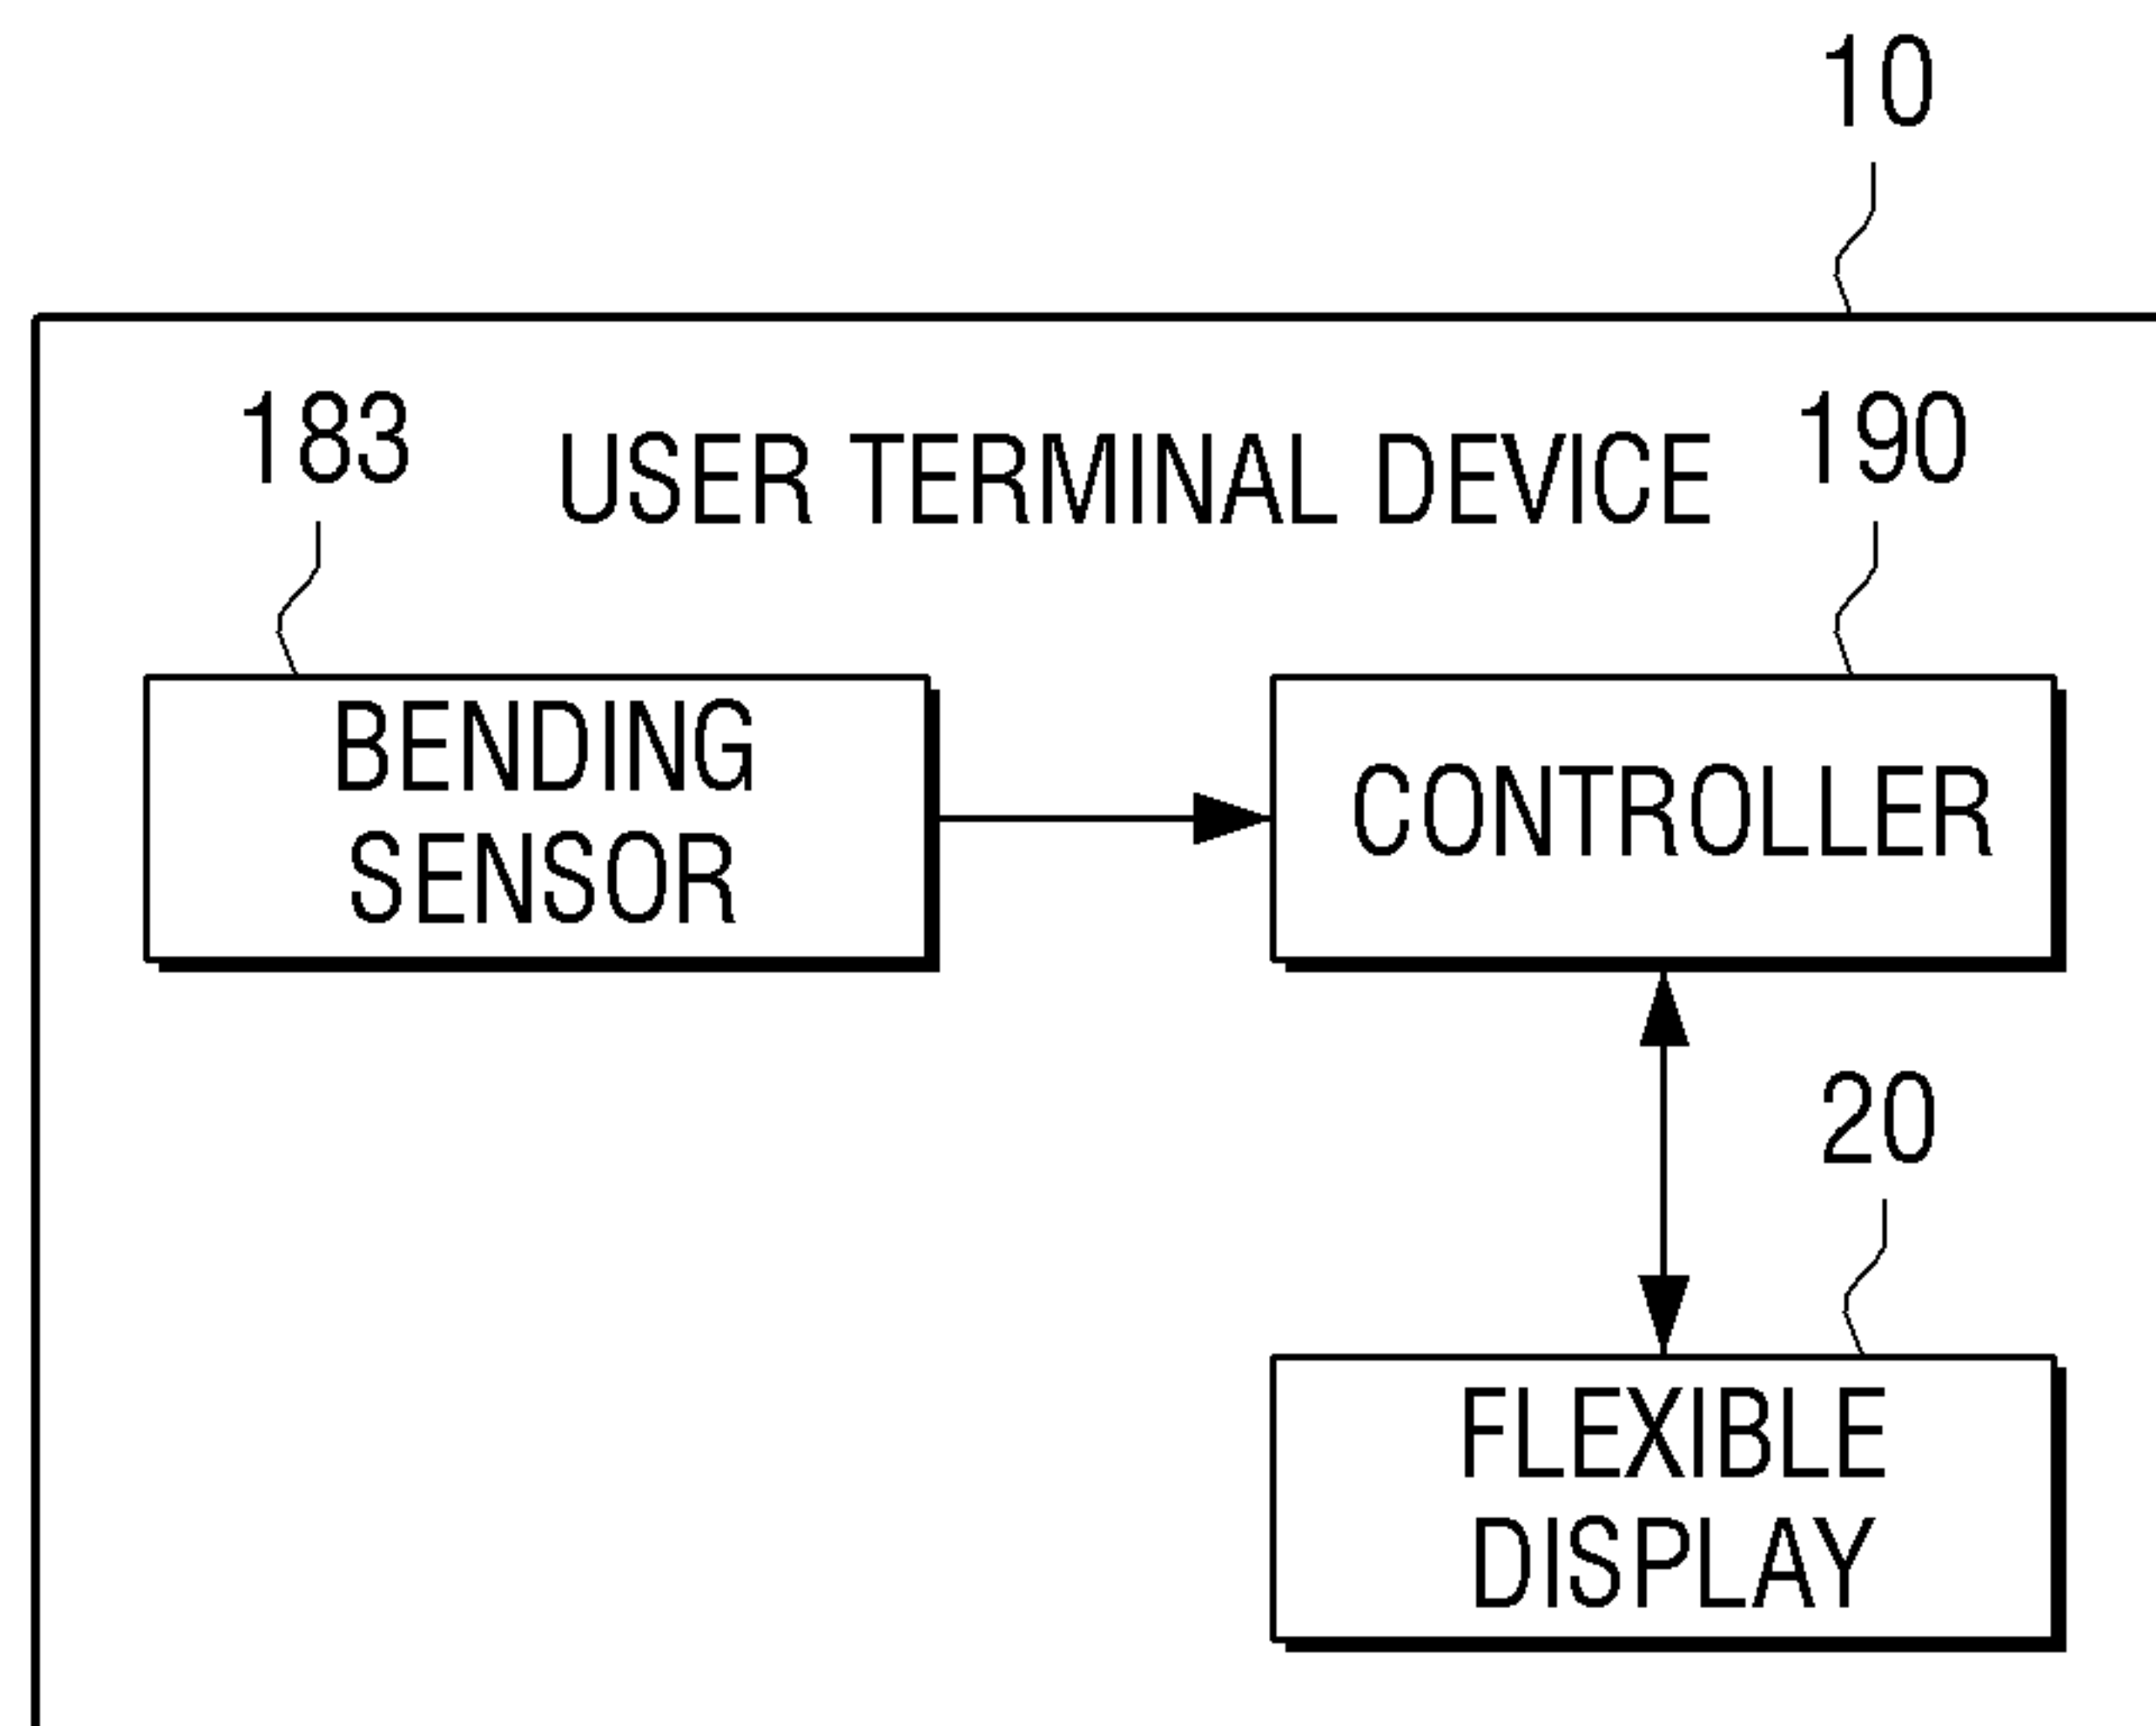 10
183
USER TERMINAL DEVICE
190
BENDING
SENSOR
CONTROLLER
20
FLEXIBLE
DISPLAY